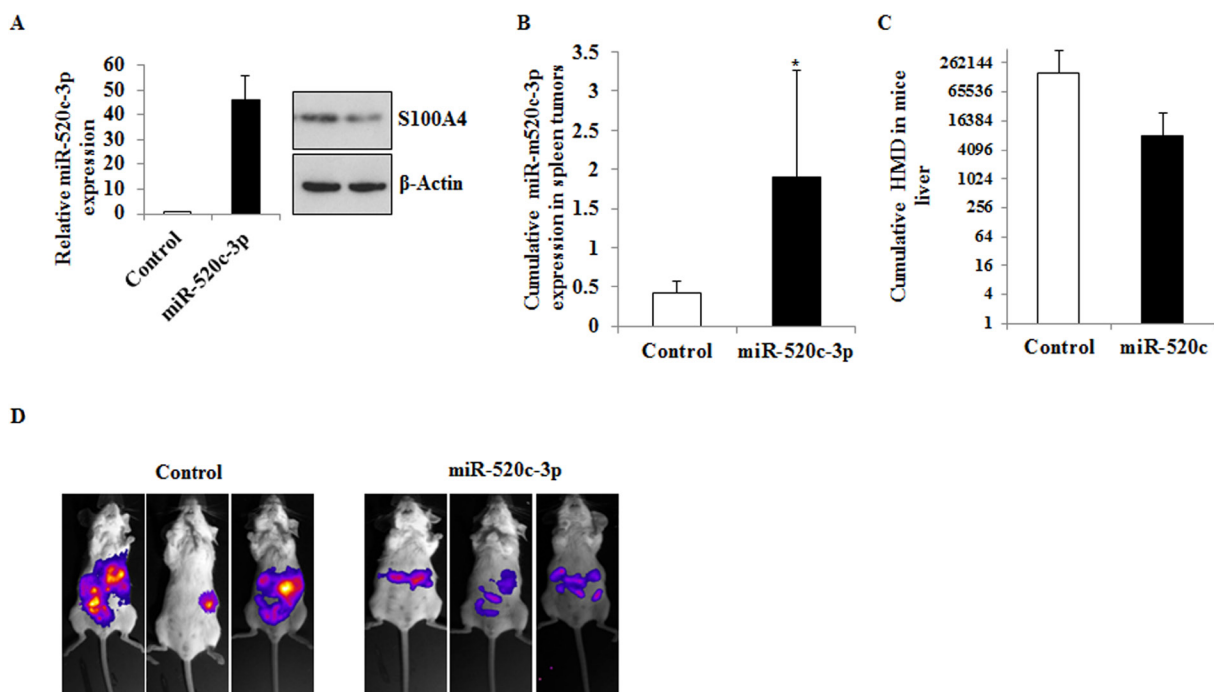 A
Relative miR-520c-3p
expression
60
50
40
30
20
10
0
Control
miR-520c-3p
S100A4
β-Actin
B
Cumulative miR-m520c-3p
expression in spleen tumors
3.5
3
2.5
2
1.5
1
0.5
0
*
Control
miR-520c-3p
C
Cumulative HMD in mice
liver
262144
65536
16384
4096
1024
256
64
16
4
1
Control
miR-520c
D
Control
miR-520c-3p